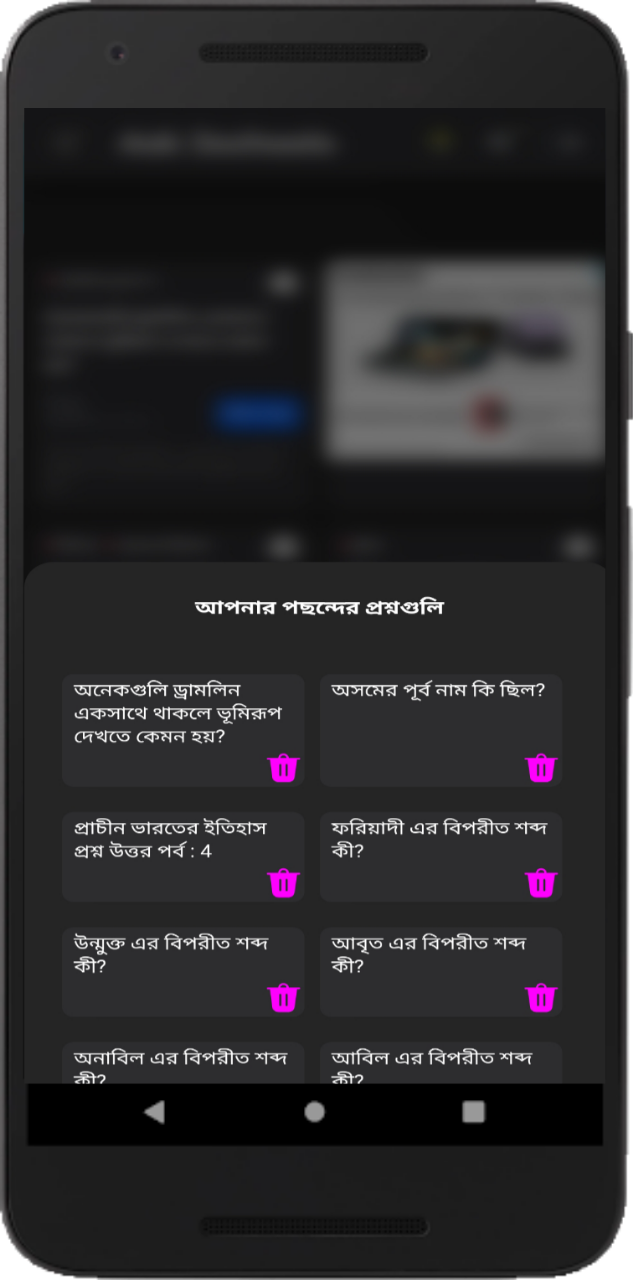 আপনার পছন্দের প্রশ্নগুলি
অনেকগুলি ড্রামলিন
একসাথে থাকলে ভূমিরূপ
দেখতে কেমন হয়?
অসমের পূর্ব নাম কি ছিল?
প্রাচীন ভারতের ইতিহাস
প্রশ্ন উত্তর পর্ব : 4
ফরিয়াদী এর বিপরীত শব্দ
কী?
উন্মুক্ত এর বিপরীত শব্দ
কী?
আবৃত এর বিপরীত শব্দ
কী?
অনাবিল এর বিপরীত শব্দ
কী?
আবিল এর বিপরীত শব্দ
কী?